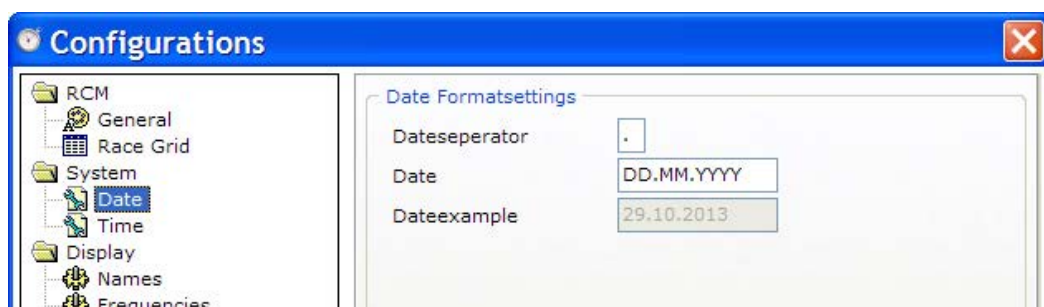 Configurations
RCM
General
Race Grid
System
Date
Time
Display
Names
Frequencies
Date Formatsettings
Dateseperator .
Date DD.MM.YYYY
Dateexample 29.10.2013